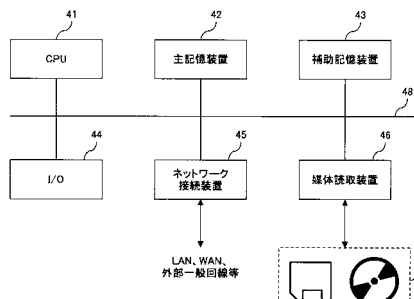 41
42
43
CPU
主記憶装置
補助記憶装置
48
44
45
46
I/O
ネットワーク
接続装置
媒体読取装置
LAN、WAN、
外部一般回線等